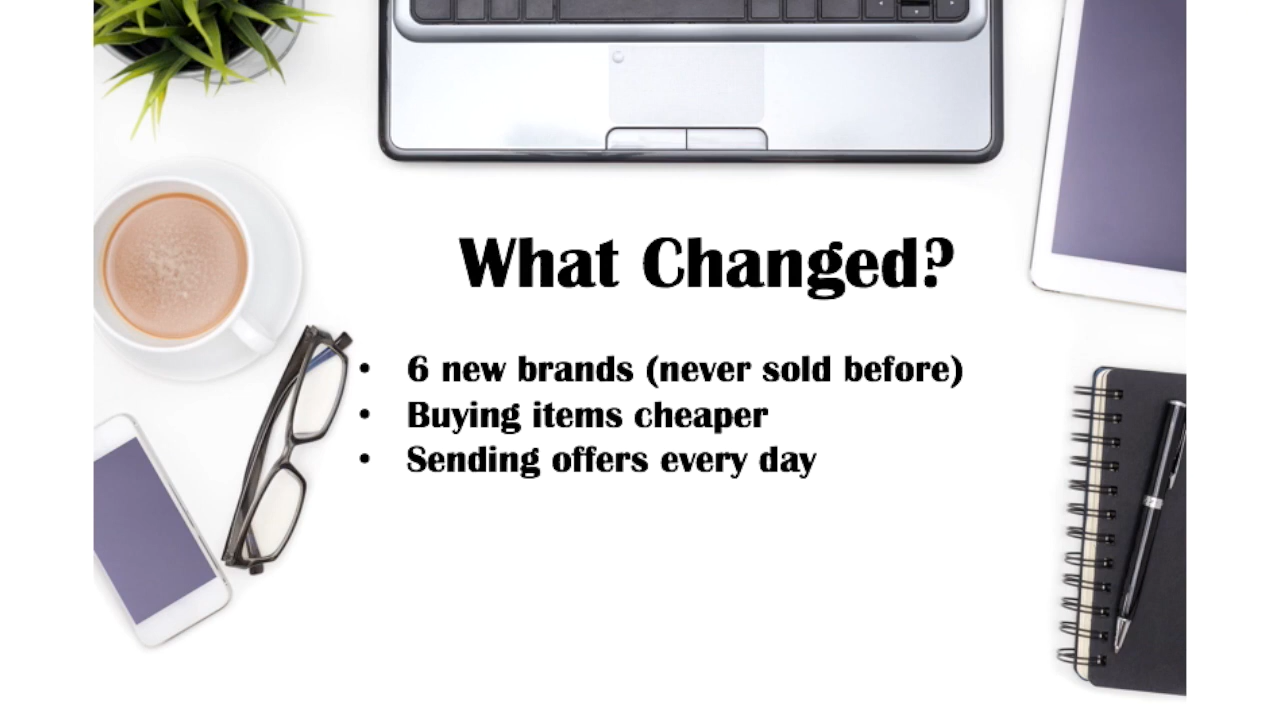 What Changed?
• 6 new brands (never sold before)
• Buying items cheaper
• Sending offers every day